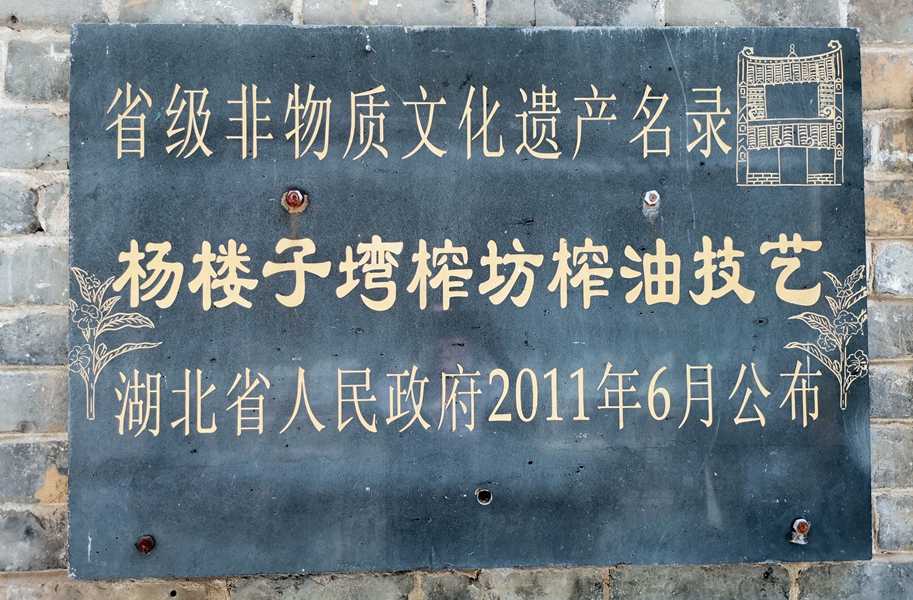 省级非物质文化遗产名录
杨楼子塆榨坊榨油技艺
湖北省人民政府2011年6月公布